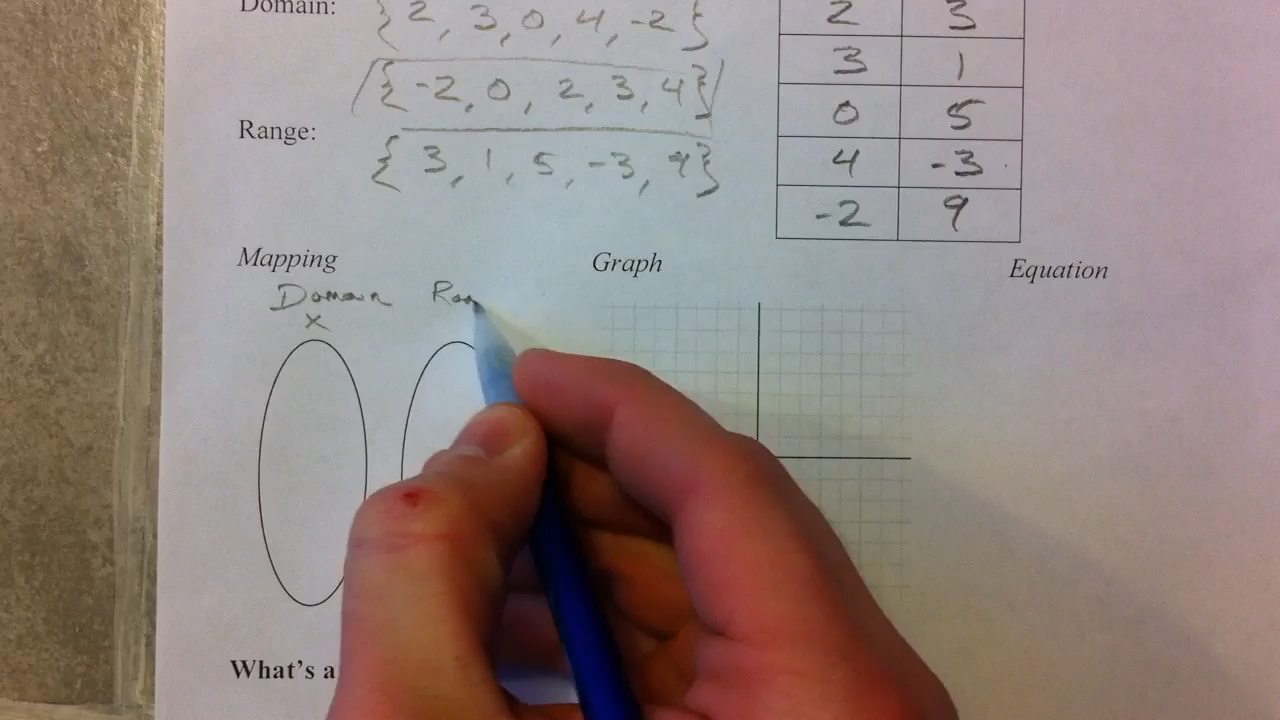 Domain: {2, 3, 0, 4, -2}
2 3
{-2, 0, 2, 3, 4}
3 1
Range:
0 5
{3, 1, 5, -3, 9}
4 -3
-2 9
Mapping Graph Equation
Domain
x
What's a